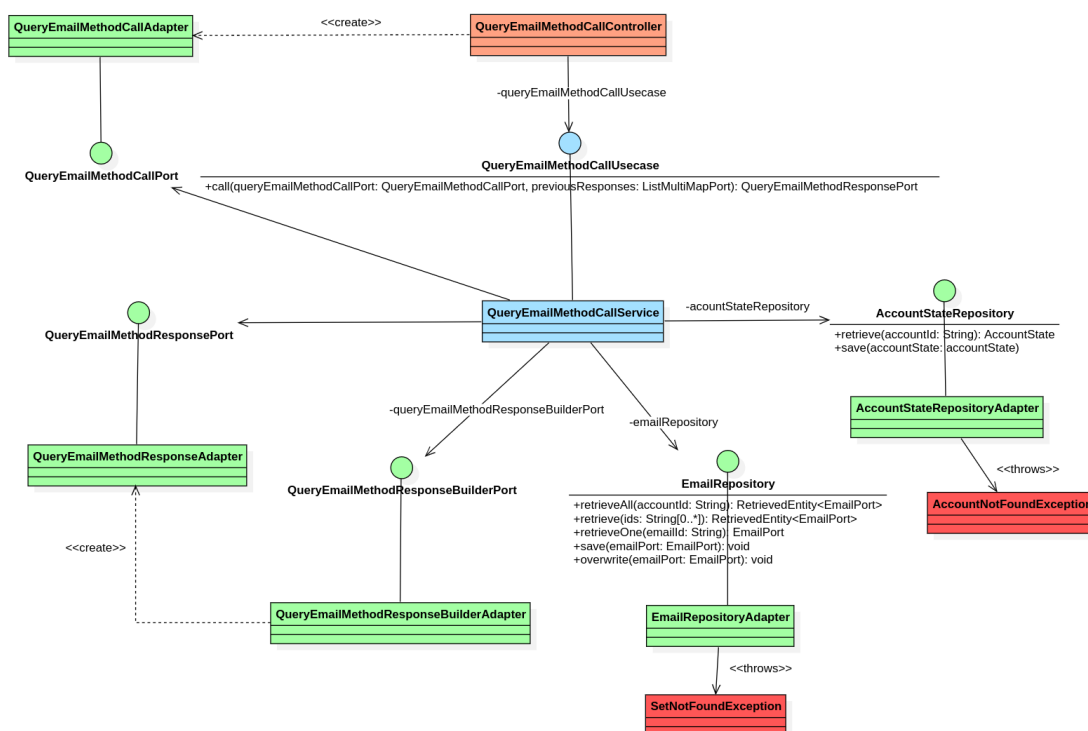 <<create>>
QueryEmailMethodCallAdapter
QueryEmailMethodCallController
-queryEmailMethodCallUsecase
QueryEmailMethodCallPort
QueryEmailMethodCallUsecase
+call(queryEmailMethodCallPort: QueryEmailMethodCallPort, previousResponses: ListMultiMapPort): QueryEmailMethodResponsePort
QueryEmailMethodCallService
-acountStateRepository
AccountStateRepository
+retrieve(accountId: String): AccountState
+save(accountState: accountState)
QueryEmailMethodResponsePort
-queryEmailMethodResponseBuilderPort
-emailRepository
AccountStateRepositoryAdapter
QueryEmailMethodResponseAdapter
<<throws>>
QueryEmailMethodResponseBuilderPort
EmailRepository
+retrieveAll(accountId: String): RetrievedEntity<EmailPort>
+retrieve(ids: String[0..*]): RetrievedEntity<EmailPort>
+retrieveOne(emailId: String): EmailPort
+save(emailPort: EmailPort): void
+overwrite(emailPort: EmailPort): void
AccountNotFoundException
<<create>>
QueryEmailMethodResponseBuilderAdapter
EmailRepositoryAdapter
<<throws>>
SetNotFoundException